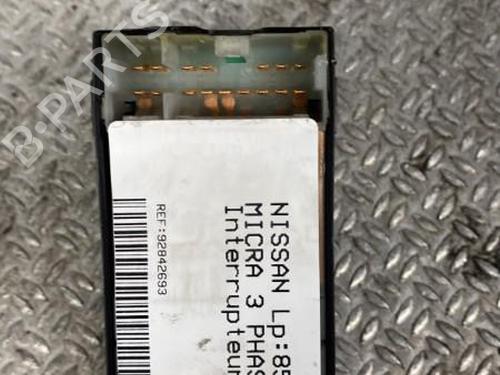 B-PARTS
NISSAN Lp:85
MICRA 3 PHAS
Interrupteur
REF:92842693